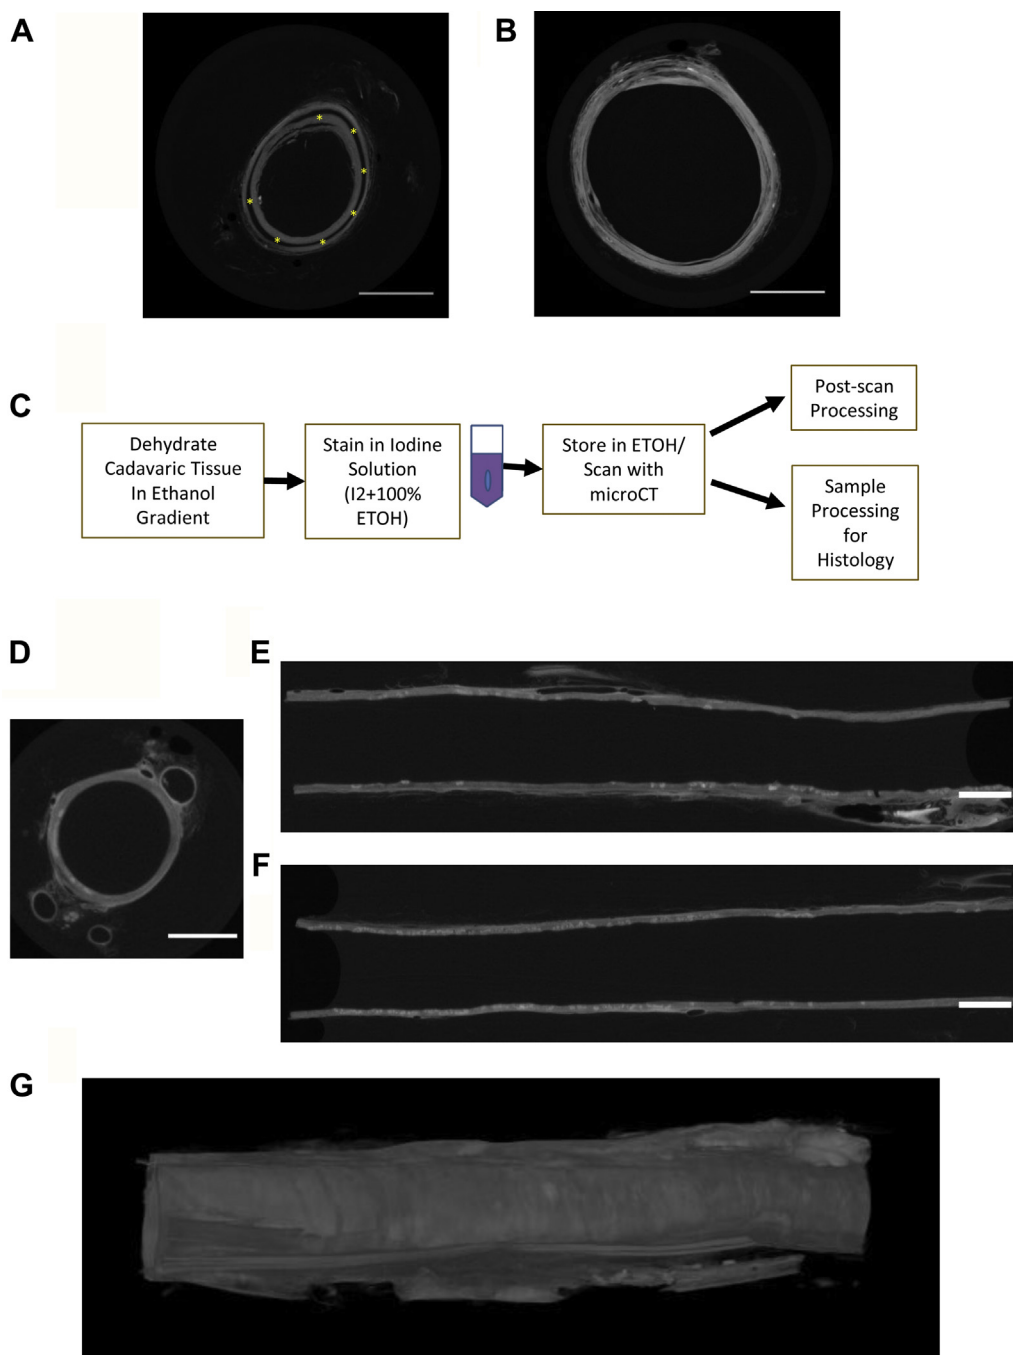 A
B
* * * * * * * *
C
Dehydrate
Cadavaric Tissue
In Ethanol
Gradient
Stain in Iodine
Solution
(I2+100%
ETOH)
Store in ETOH/
Scan with
microCT
Post-scan
Processing
Sample
Processing
for
Histology
D
E
F
G